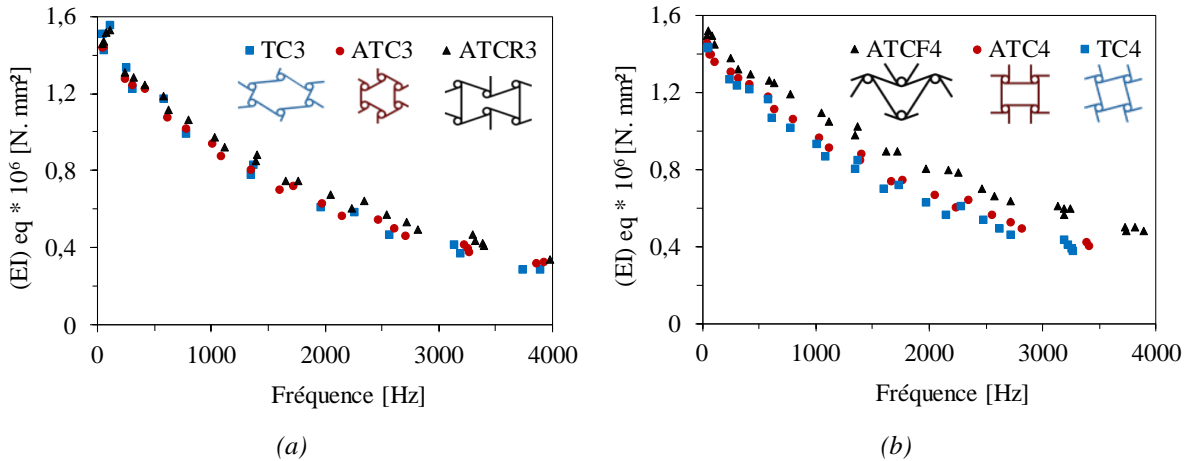 1,6
1,2
0,8
0,4
0
(EI) eq * 10⁶ [N. mm²]
TC3 ATC3 ATCR3
0 1000 2000 3000 4000
Fréquence [Hz]
(a)
1,6
1,2
0,8
0,4
0
(EI) eq * 10⁶ [N. mm²]
ATCF4 ATC4 TC4
0 1000 2000 3000 4000
Fréquence [Hz]
(b)